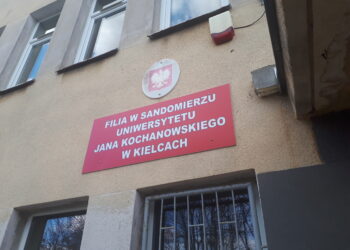 FILIA W SANDOMIERZU
UNIWERSYTETU
JANA KOCHANOWSKIEGO
W KIELCACH